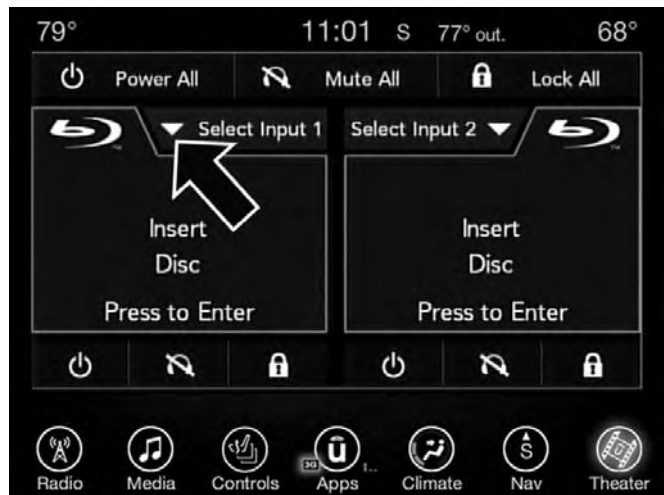 79° 11:01 S 77° out. 68°
Power All Mute All Lock All
Select Input 1 Select Input 2
Insert
Disc
Press to Enter
Insert
Disc
Press to Enter
3G
Radio Media Controls Apps Climate Nav Theater
S